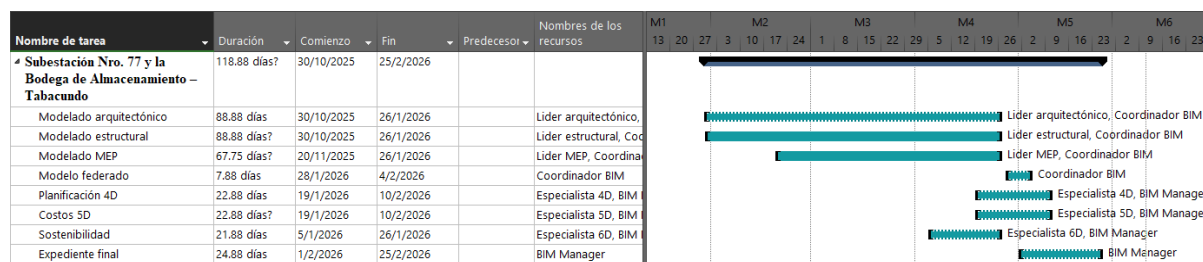 Nombre de tarea Duración Comienzo Fin Predecesor Nombres de los recursos M1 M2 M3 M4 M5 M6
13 20 27 3 10 17 24 1 8 15 22 29 5 12 19 26 2 9 16 23 2 9 16 23
Subestación Nro. 77 y la Bodega de Almacenamiento – Tabacundo 118.88 días? 30/10/2025 25/2/2026
Modelado arquitectónico 88.88 días 30/10/2025 26/1/2026 Lider arquitectónico, Lider arquitectónico, Coordinador BIM
Modelado estructural 88.88 días? 30/10/2025 26/1/2026 Lider estructural, Coo Lider estructural, Coordinador BIM
Modelado MEP 67.75 días? 20/11/2025 26/1/2026 Lider MEP, Coordina Lider MEP, Coordinador BIM
Modelo federado 7.88 días 28/1/2026 4/2/2026 Coordinador BIM Coordinador BIM
Planificación 4D 22.88 días 19/1/2026 10/2/2026 Especialista 4D, BIM Especialista 4D, BIM Manage
Costos 5D 22.88 días? 19/1/2026 10/2/2026 Especialista 5D, BIM Especialista 5D, BIM Manage
Sostenibilidad 21.88 días 5/1/2026 26/1/2026 Especialista 6D, BIM Especialista 6D, BIM Manager
Expediente final 24.88 días 1/2/2026 25/2/2026 BIM Manager BIM Manager